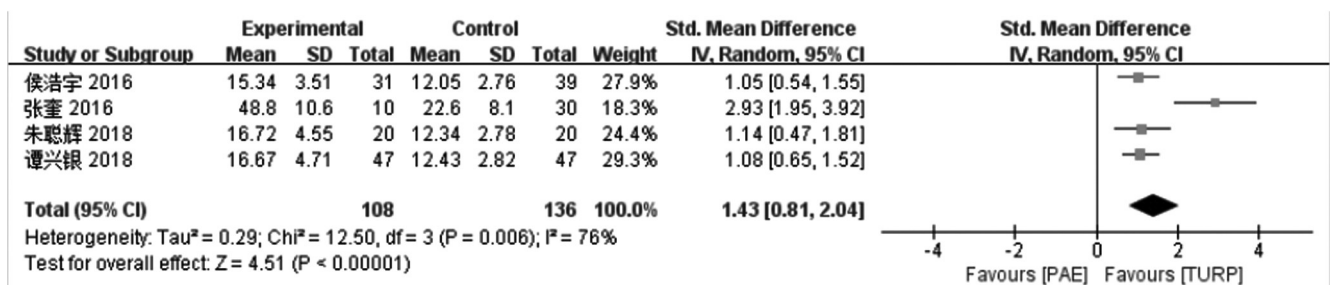 Experimental Control Std. Mean Difference Std. Mean Difference
Study or Subgroup Mean SD Total Mean SD Total Weight IV, Random, 95% CI IV, Random, 95% CI
侯浩宇 2016 15.34 3.51 31 12.05 2.76 39 27.9% 1.05 [0.54, 1.55]
张奎 2016 48.8 10.6 10 22.6 8.1 30 18.3% 2.93 [1.95, 3.92]
朱聪辉 2018 16.72 4.55 20 12.34 2.78 20 24.4% 1.14 [0.47, 1.81]
谭兴银 2018 16.67 4.71 47 12.43 2.82 47 29.3% 1.08 [0.65, 1.52]
Total (95% CI) 108 136 100.0% 1.43 [0.81, 2.04]
Heterogeneity: Tau² = 0.29; Chi² = 12.50, df = 3 (P = 0.006); I² = 76%
Test for overall effect: Z = 4.51 (P < 0.00001)
-4 -2 0 2 4
Favours [PAE] Favours [TURP]